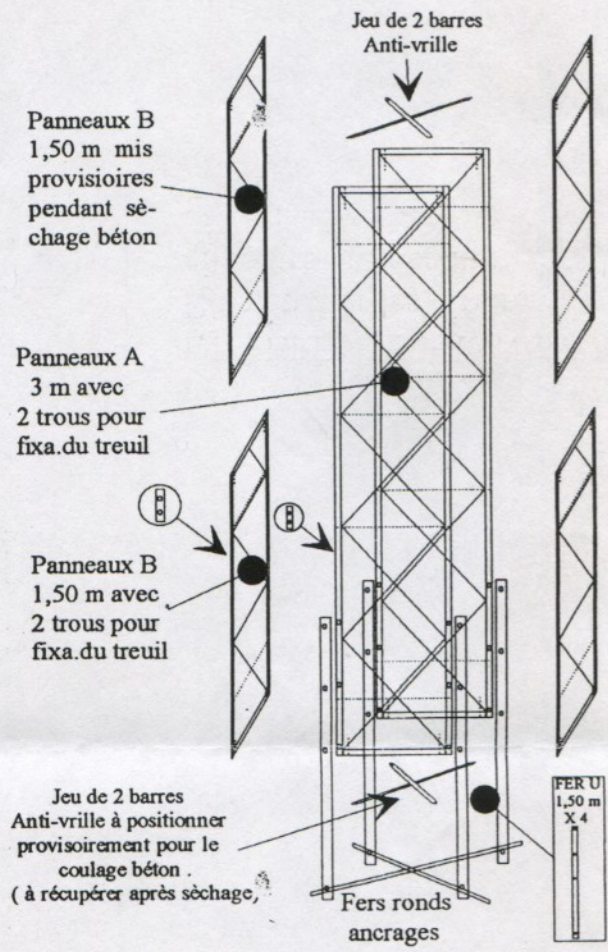 Jeu de 2 barres
Anti-vrille
Panneaux B
1,50 m mis
provisioires
pendant sè-
chage béton
Panneaux A
3 m avec
2 trous pour
fixa.du treuil
Panneaux B
1,50 m avec
2 trous pour
fixa.du treuil
Jeu de 2 barres
Anti-vrille à positionner
provisoirement pour le
coulage béton .
( à récupérer après sèchage,
Fers ronds
ancrages
FER U
1,50 m
X 4